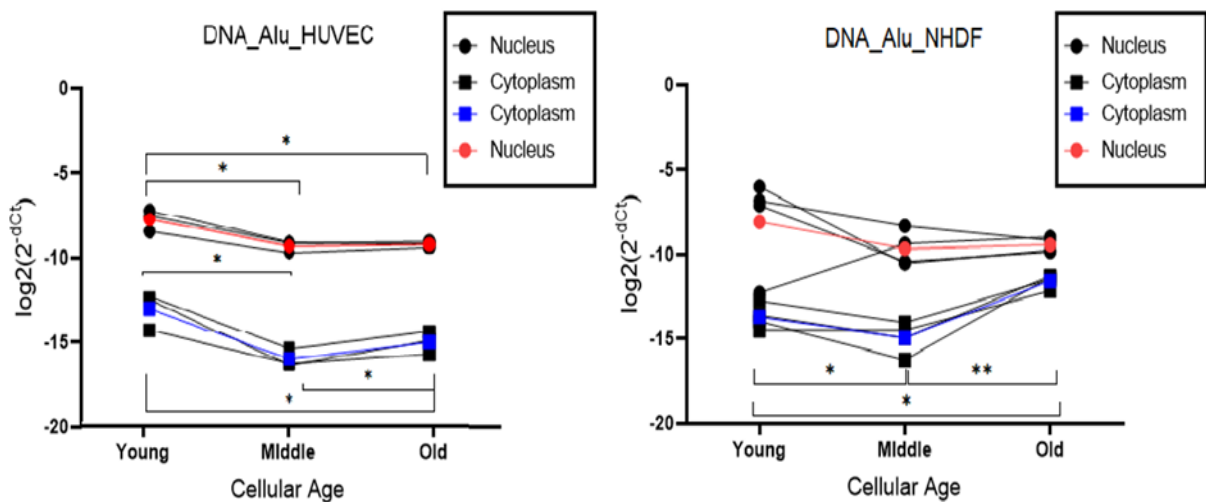 DNA_Alu_HUVEC
Nucleus
Cytoplasm
Cytoplasm
Nucleus
log2(2^-dCt)
0
-5
-10
-15
-20
*
*
*
*
*
Young
MIddle
Old
Cellular Age
DNA_Alu_NHDF
Nucleus
Cytoplasm
Cytoplasm
Nucleus
log2(2^-dCt)
0
-5
-10
-15
-20
*
**
*
Young
MIddle
Old
Cellular Age